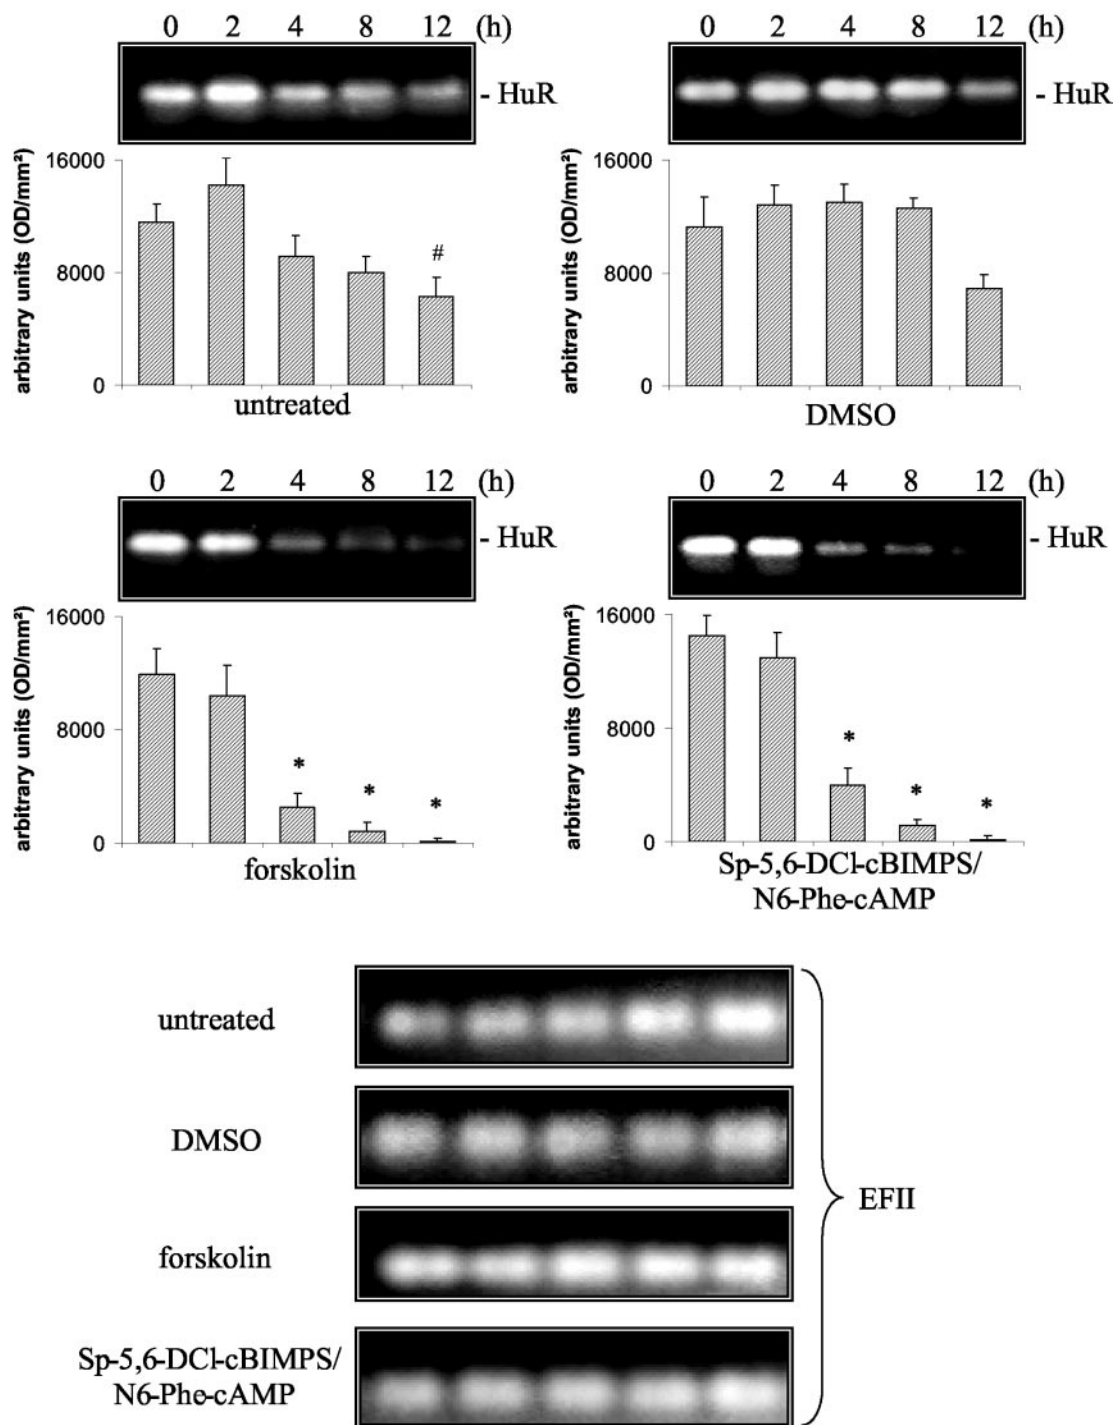 0 2 4 8 12 (h)
- HuR
arbitrary units (OD/mm²)
16000
8000
0
#
untreated
0 2 4 8 12 (h)
- HuR
arbitrary units (OD/mm²)
16000
8000
0
DMSO
0 2 4 8 12 (h)
- HuR
arbitrary units (OD/mm²)
16000
8000
0
* * *
forskolin
0 2 4 8 12 (h)
- HuR
arbitrary units (OD/mm²)
16000
8000
0
* * *
Sp-5,6-DCl-cBIMPS/
N6-Phe-cAMP
untreated
DMSO
forskolin
Sp-5,6-DCl-cBIMPS/
N6-Phe-cAMP
EFII